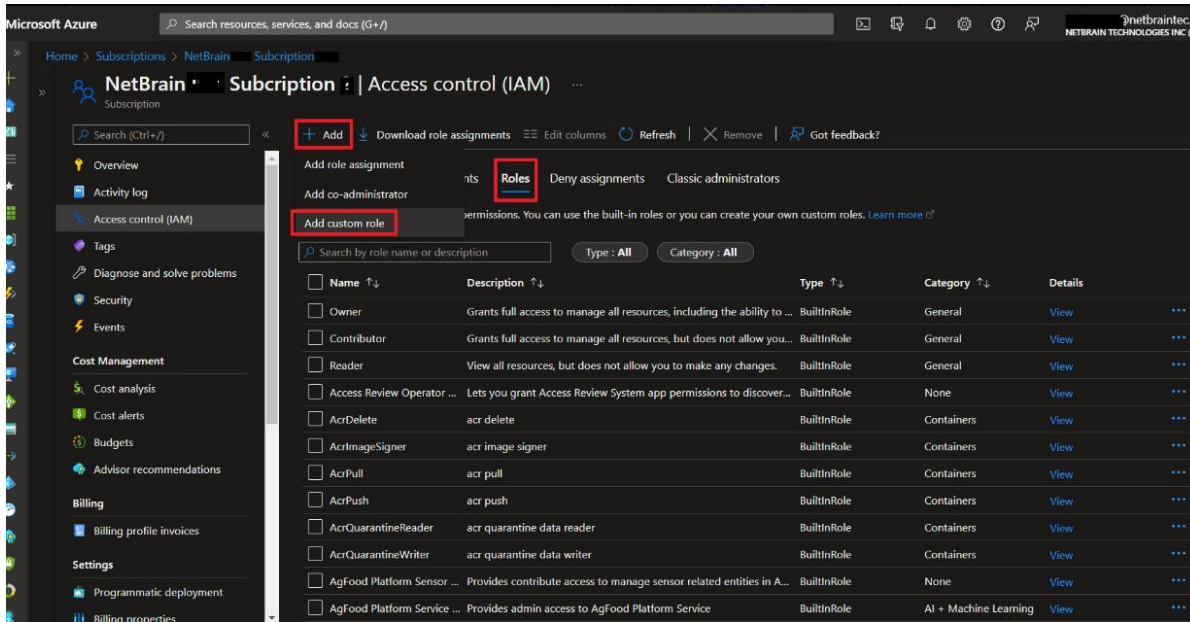 Microsoft Azure
Search resources, services, and docs (G+/)
@netbraintec.
NETBRAIN TECHNOLOGIES INC (
Home > Subscriptions > NetBrain Subcription
NetBrain Subcription | Access control (IAM) ...
Subscription
Search (Ctrl+/)
Overview
Activity log
Access control (IAM)
Tags
Diagnose and solve problems
Security
Events
Cost Management
Cost analysis
Cost alerts
Budgets
Advisor recommendations
Billing
Billing profile invoices
Settings
Programmatic deployment
Billing properties
+ Add Download role assignments Edit columns Refresh | Remove | Got feedback?
Add role assignment
Add co-administrator
Add custom role
nts Roles Deny assignments Classic administrators
permissions. You can use the built-in roles or you can create your own custom roles. Learn more
Search by role name or description Type : All Category : All
Name ↑↓ Description ↑↓ Type ↑↓ Category ↑↓ Details
Owner Grants full access to manage all resources, including the ability to ... BuiltInRole General View ...
Contributor Grants full access to manage all resources, but does not allow you... BuiltInRole General View ...
Reader View all resources, but does not allow you to make any changes. BuiltInRole General View ...
Access Review Operator ... Lets you grant Access Review System app permissions to discover... BuiltInRole None View ...
AcrDelete acr delete BuiltInRole Containers View ...
AcrImageSigner acr image signer BuiltInRole Containers View ...
AcrPull acr pull BuiltInRole Containers View ...
AcrPush acr push BuiltInRole Containers View ...
AcrQuarantineReader acr quarantine data reader BuiltInRole Containers View ...
AcrQuarantineWriter acr quarantine data writer BuiltInRole Containers View ...
AgFood Platform Sensor ... Provides contribute access to manage sensor related entities in A... BuiltInRole None View ...
AgFood Platform Service ... Provides admin access to AgFood Platform Service BuiltInRole AI + Machine Learning View ...